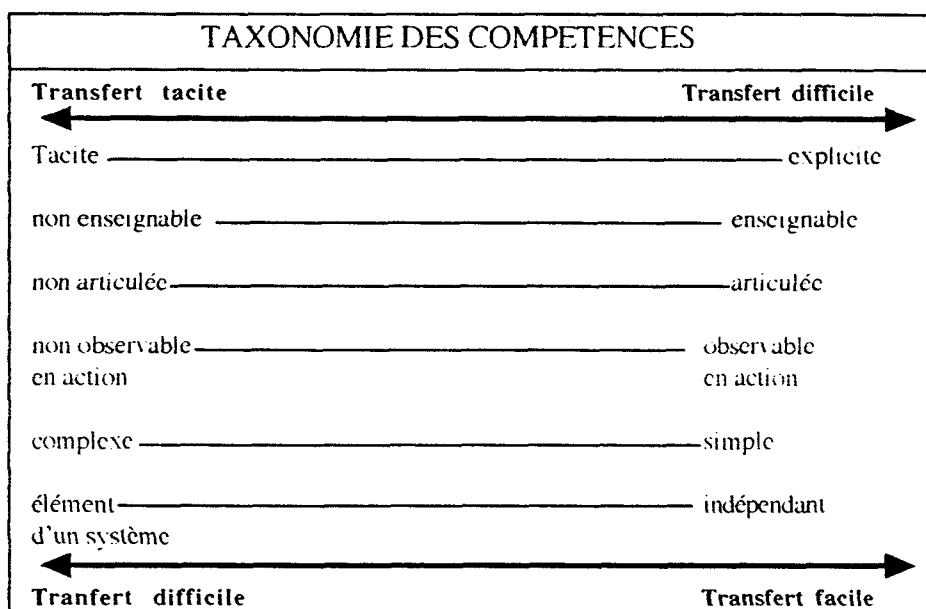 TAXONOMIE DES COMPETENCES
Transfert tacite Transfert difficile
Tacite explicite
non enseignable enseignable
non articulée articulée
non observable observable
en action en action
complexe simple
élément indépendant
d'un système
Tranfert difficile Transfert facile